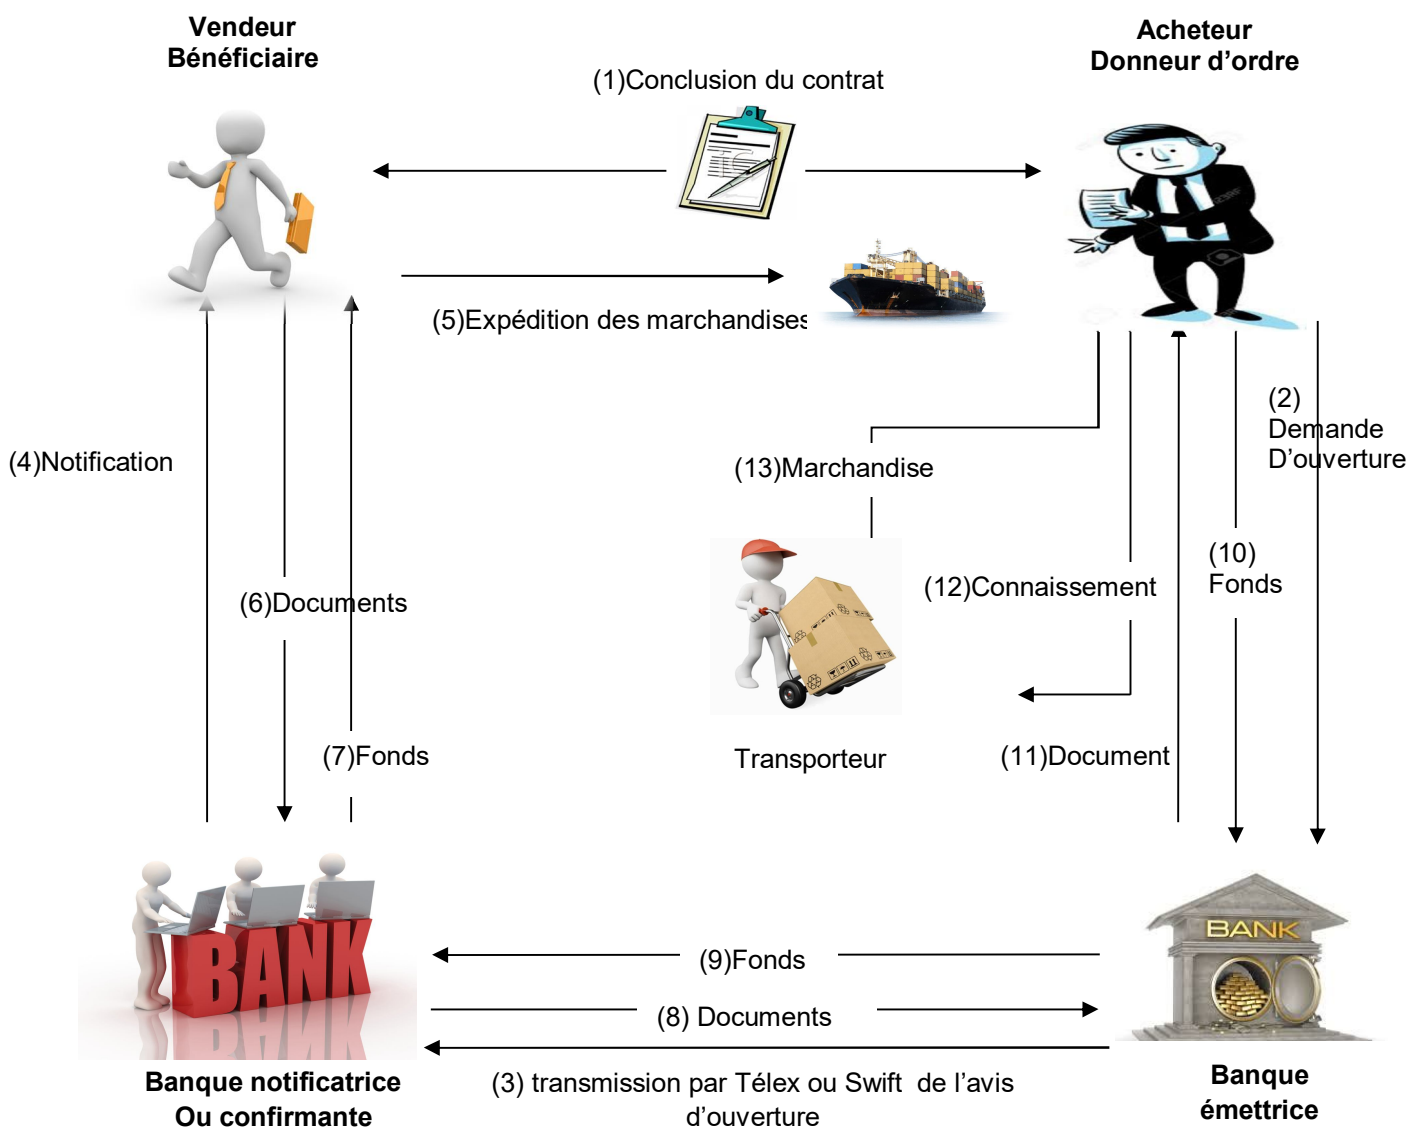 Vendeur
Bénéficiaire
Acheteur
Donneur d’ordre
(1)Conclusion du contrat
(5)Expédition des marchandises
(2)
Demande
D’ouverture
(4)Notification
(13)Marchandise
(10)
Fonds
(12)Connaissement
(6)Documents
(7)Fonds
Transporteur
(11)Document
BANK
BANK
(9)Fonds
(8) Documents
(3) transmission par Télex ou Swift  de l’avis
d’ouverture
Banque notificatrice
Ou confirmante
Banque
émettrice